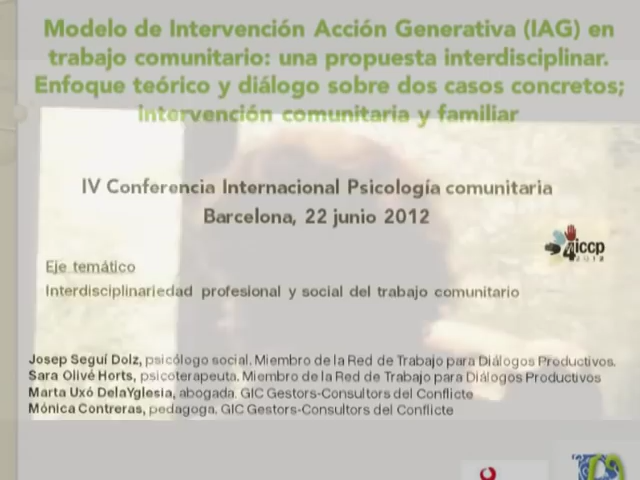 Modelo de Intervención Acción Generativa (IAG) en
trabajo comunitario: una propuesta interdisciplinar.
Enfoque teórico y diálogo sobre dos casos concretos;
intervención comunitaria y familiar
IV Conferencia Internacional Psicología comunitaria
Barcelona, 22 junio 2012
4iccp
2012
Eje temático
Interdisciplinariedad profesional y social del trabajo comunitario
Josep Seguí Dolz, psicólogo social. Miembro de la Red de Trabajo para Diálogos Productivos.
Sara Olivé Horts, psicoterapeuta. Miembro de la Red de Trabajo para Diálogos Productivos
Marta Uxó DelaYglesia, abogada. GIC Gestors-Consultors del Conflicte
Mónica Contreras, pedagoga. GIC Gestors-Consultors del Conflicte